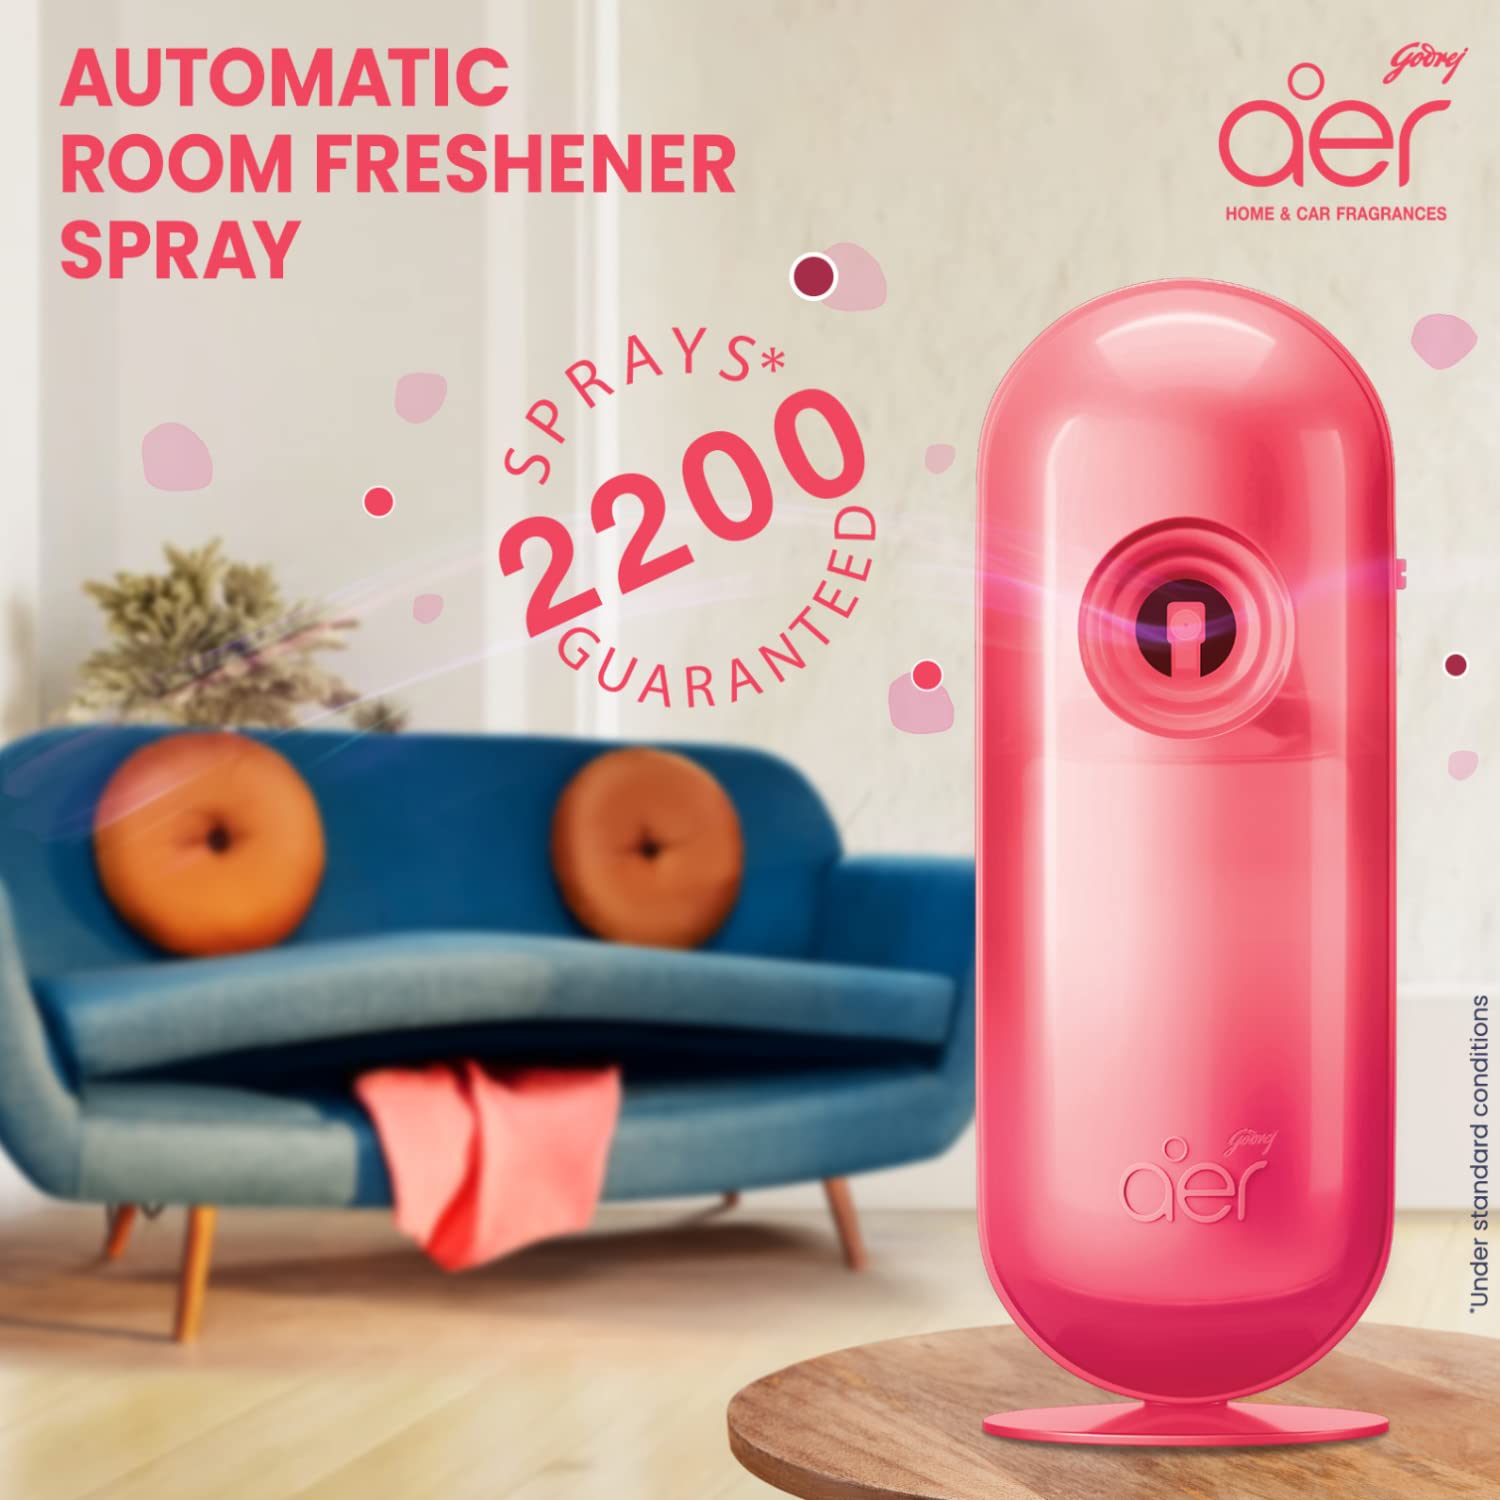 AUTOMATIC
ROOM FRESHENER
SPRAY
Godrej
aer
HOME & CAR FRAGRANCES
SPRAYS*
2200
GUARANTEED
Godrej
aer
*Under standard conditions